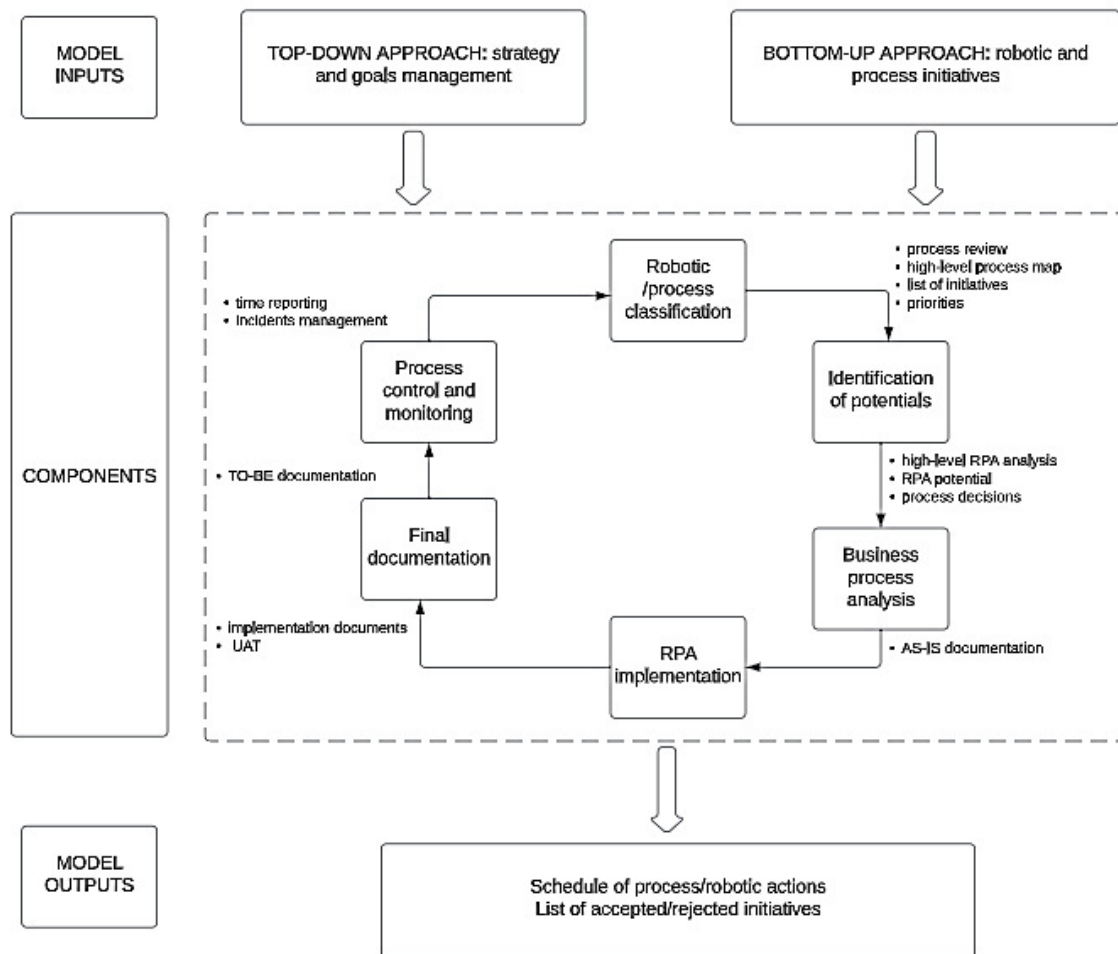 MODEL
INPUTS
TOP-DOWN APPROACH: strategy
and goals management
BOTTOM-UP APPROACH: robotic and
process initiatives
COMPONENTS
Robotic
/process
classification
• process review
• high-level process map
• list of initiatives
• priorities
Identification
of potentials
• high-level RPA analysis
• RPA potential
• process decisions
Business
process
analysis
• AS-IS documentation
RPA
implementation
• implementation documents
• UAT
Final
documentation
• TO-BE documentation
Process
control and
monitoring
• time reporting
• incidents management
MODEL
OUTPUTS
Schedule of process/robotic actions
List of accepted/rejected initiatives